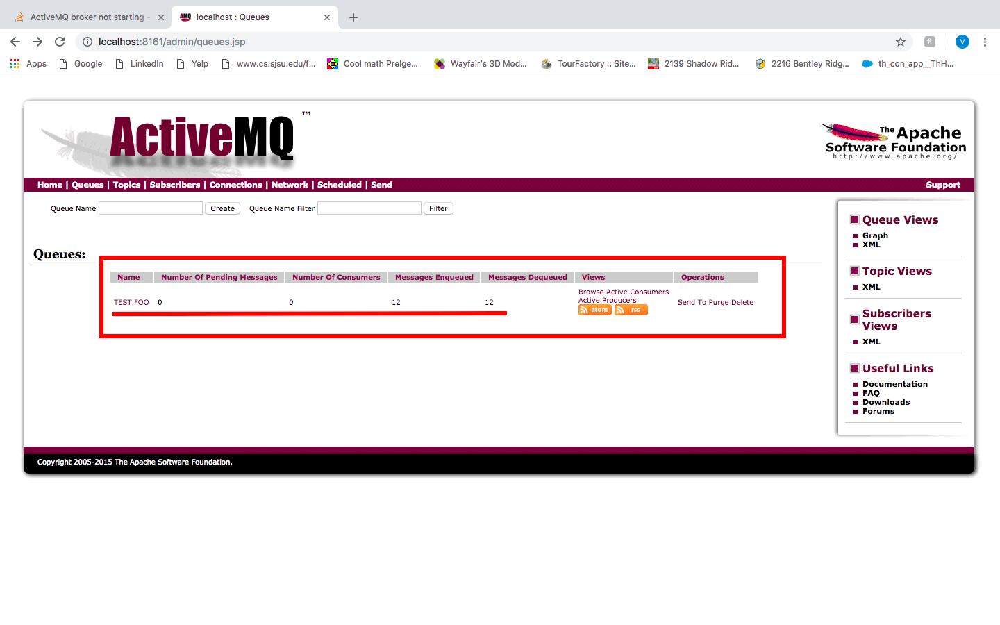 ActiveMQ broker not starting -
AMQ localhost : Queues
localhost:8161/admin/queues.jsp
V
Apps Google LinkedIn Yelp www.cs.sjsu.edu/f... Cool math Prelge... Wayfair's 3D Mod... TourFactory :: Site... 2139 Shadow Rid... 2216 Bentley Ridg... th_con_app__ThH...
ActiveMQ ™
The Apache
Software Foundation
http://www.apache.org/
Home | Queues | Topics | Subscribers | Connections | Network | Scheduled | Send Support
Queue Name Create Queue Name Filter Filter
Queues:
Name Number Of Pending Messages Number Of Consumers Messages Enqueued Messages Dequeued Views Operations
TEST.FOO 0 0 12 12 Browse Active Consumers
Active Producers
atom rss
Send To Purge Delete
Queue Views
Graph
XML
Topic Views
XML
Subscribers
Views
XML
Useful Links
Documentation
FAQ
Downloads
Forums
Copyright 2005-2015 The Apache Software Foundation.